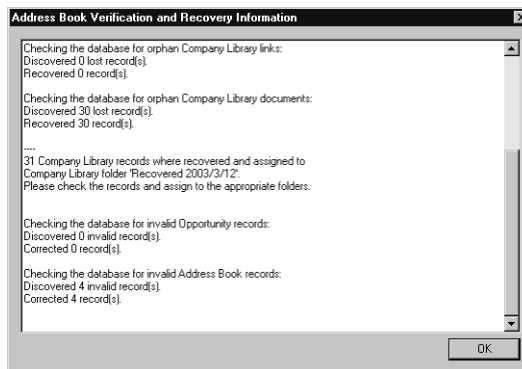 Address Book Verification and Recovery Information
Checking the database for orphan Company Library links:
Discovered 0 lost record(s).
Recovered 0 record(s).
Checking the database for orphan Company Library documents:
Discovered 30 lost record(s).
Recovered 30 record(s).
....
31 Company Library records where recovered and assigned to
Company Library folder 'Recovered 2003/3/12'.
Please check the records and assign to the appropriate folders.
Checking the database for invalid Opportunity records:
Discovered 0 invalid record(s).
Corrected 0 record(s).
Checking the database for invalid Address Book records:
Discovered 4 invalid record(s).
Corrected 4 record(s).
OK